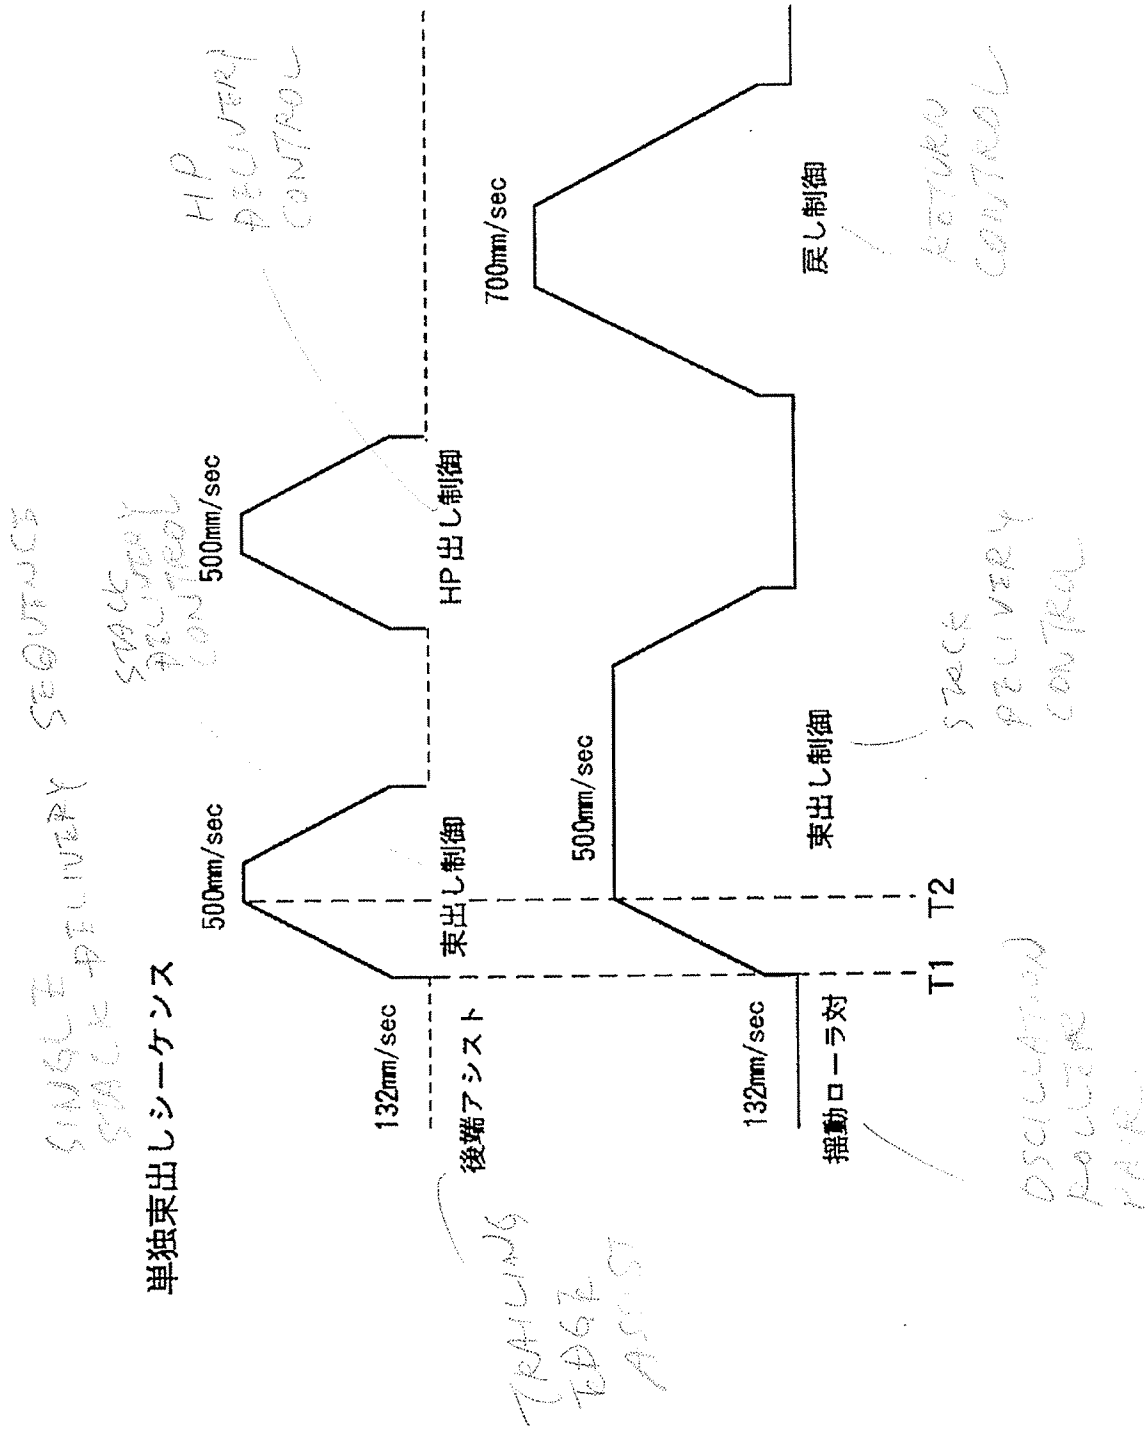 単独束出しシーケンス
SINGLE
STACK DELIVERY SEQUENCE
STACK
DELIVERY
CONTROL
HP
DELIVERY
CONTROL
500mm/sec
500mm/sec
132mm/sec
後端アシスト
束出し制御
HP出し制御
TRAILING
EDGE
ASSIST
500mm/sec
700mm/sec
132mm/sec
揺動ローラ対
束出し制御
戻し制御
T1
T2
OSCILLATION
ROLLER
PAIR
STACK
DELIVERY
CONTROL
RETURN
CONTROL